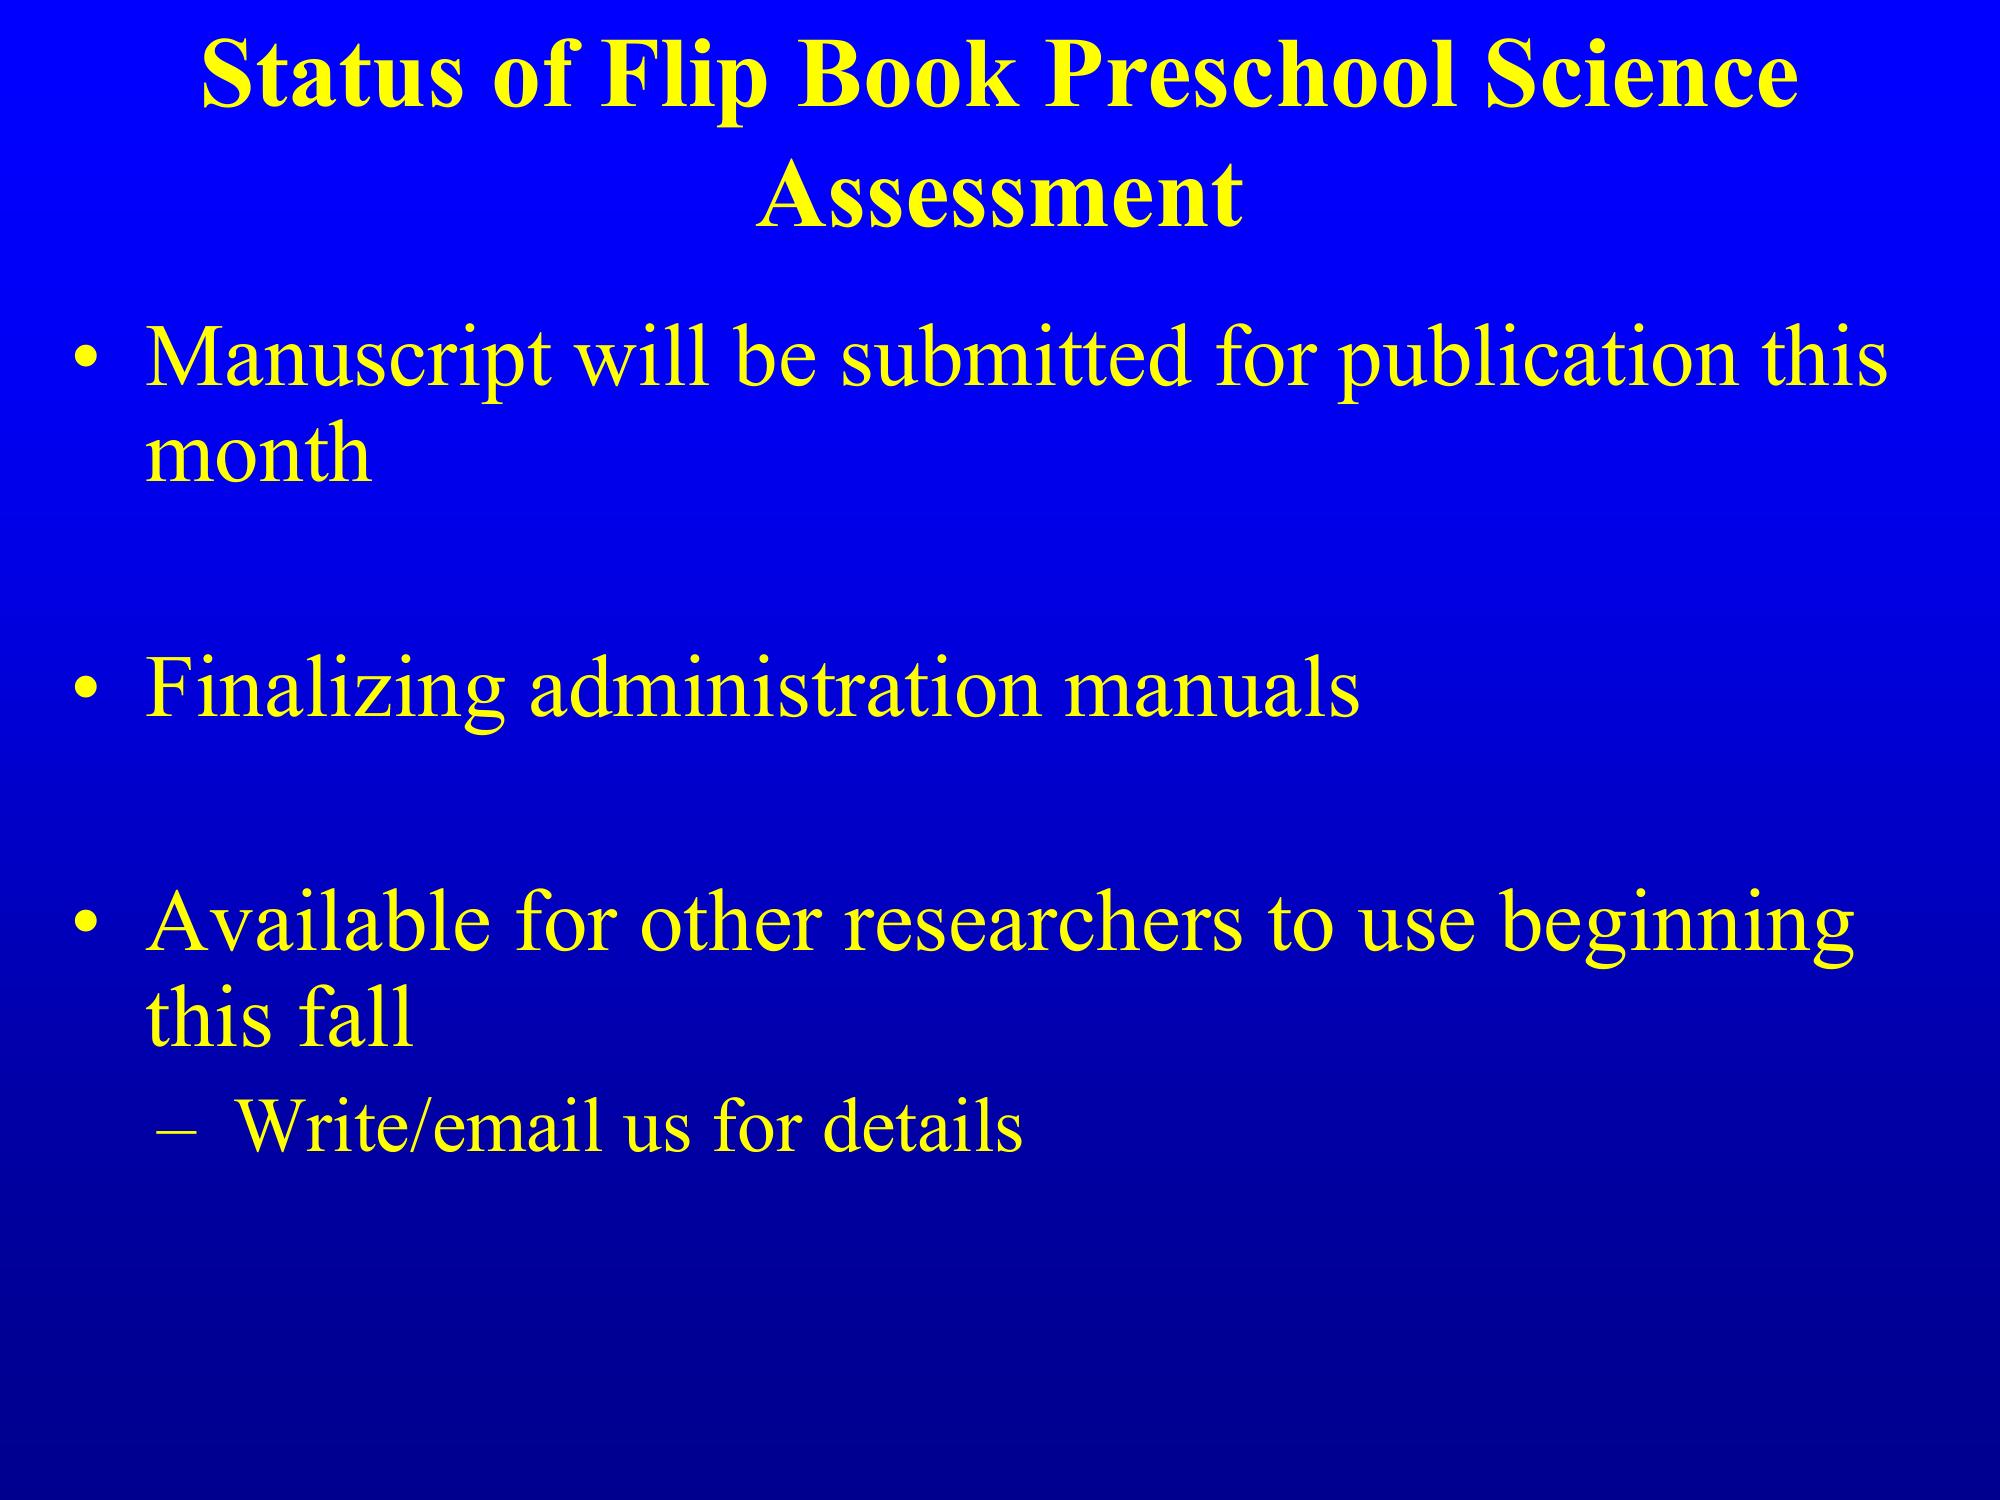 Status of Flip Book Preschool Science
Assessment
• Manuscript will be submitted for publication this
month
• Finalizing administration manuals
• Available for other researchers to use beginning
this fall
– Write/email us for details